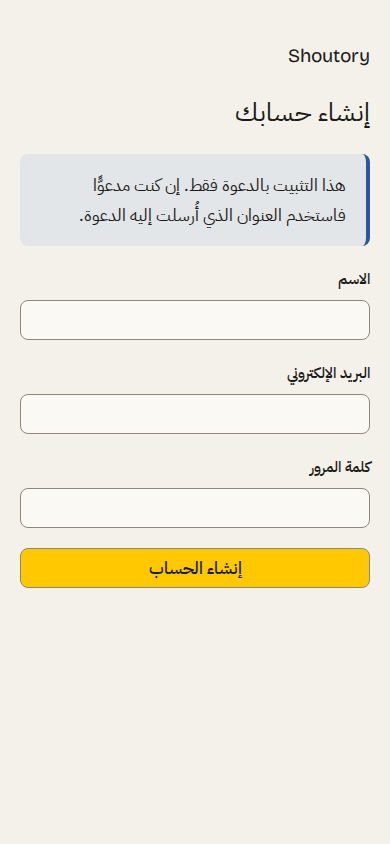 Shoutory
إنشاء حسابك
هذا التثبيت بالدعوة فقط. إن كنت مدعوًّا
فاستخدم العنوان الذي أُرسلت إليه الدعوة.
الاسم
البريد الإلكتروني
كلمة المرور
إنشاء الحساب